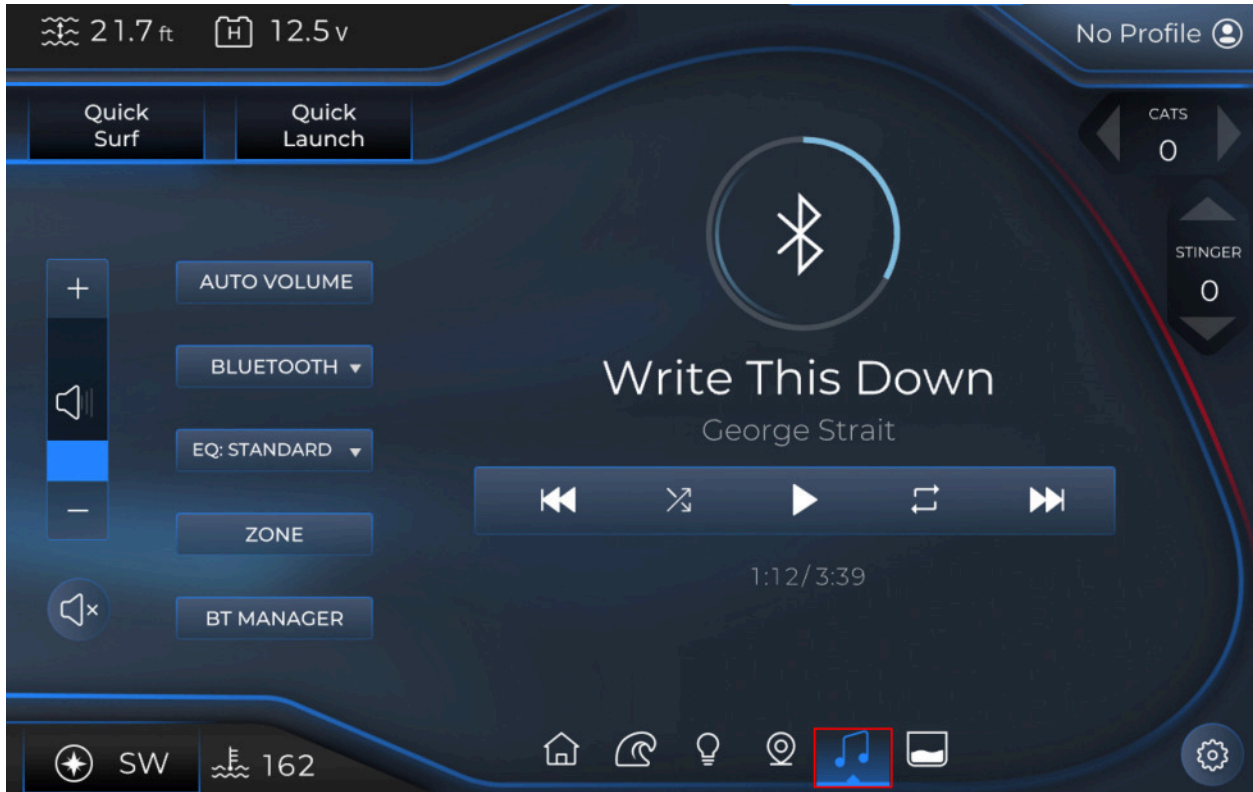 21.7 ft H 12.5 v
No Profile
Quick
Surf
Quick
Launch
CATS
0
STINGER
0
+
AUTO VOLUME
BLUETOOTH
EQ: STANDARD
−
ZONE
BT MANAGER
Write This Down
George Strait
1:12/3:39
SW
162